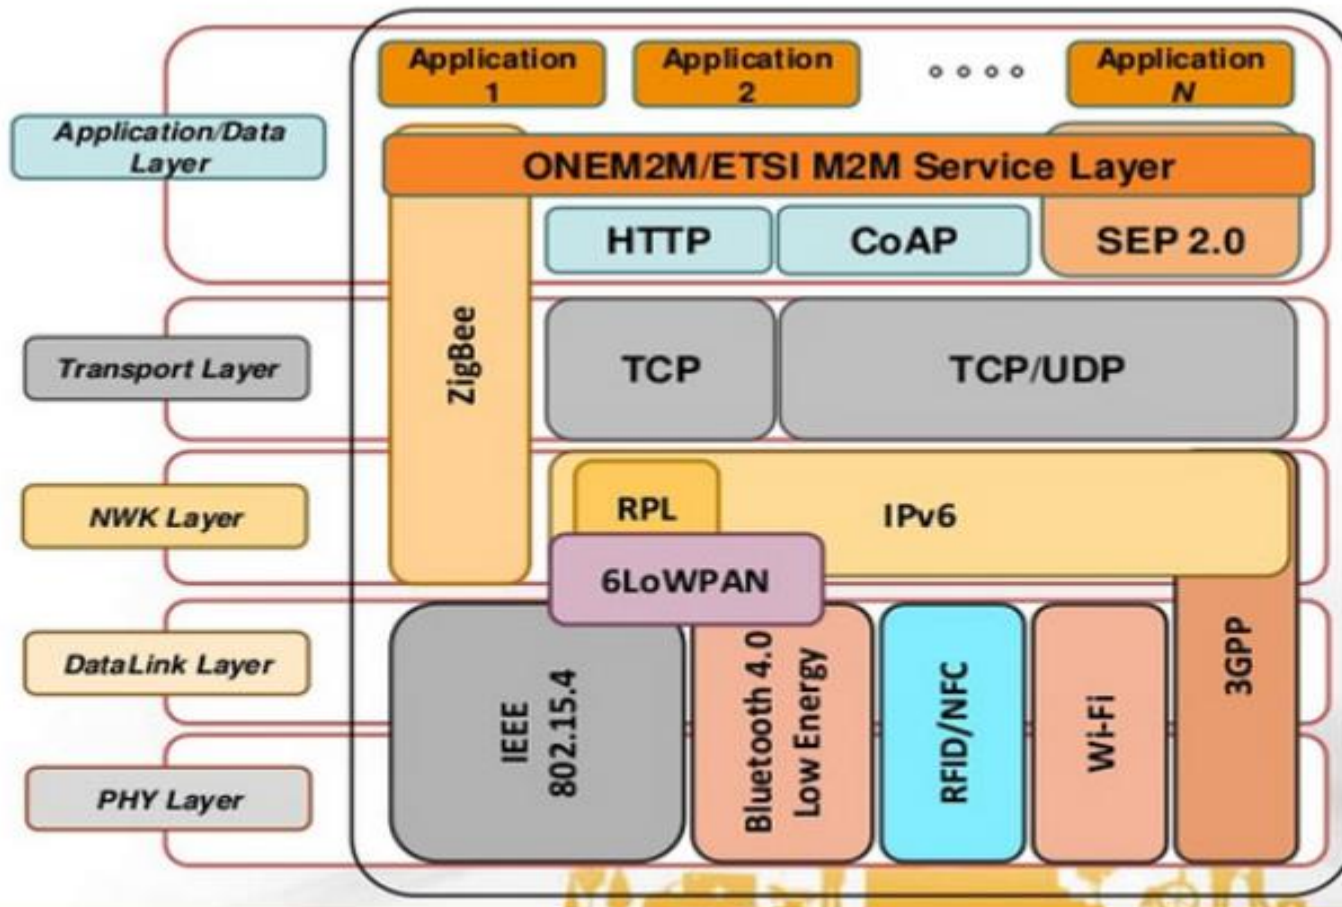 Application
1
Application
2
Application
N
Application/Data
Layer
ONEM2M/ETSI M2M Service Layer
HTTP
CoAP
SEP 2.0
ZigBee
Transport Layer
TCP
TCP/UDP
NWK Layer
RPL
IPv6
6LoWPAN
DataLink Layer
IEEE
802.15.4
Bluetooth 4.0
Low Energy
RFID/NFC
Wi-Fi
3GPP
PHY Layer